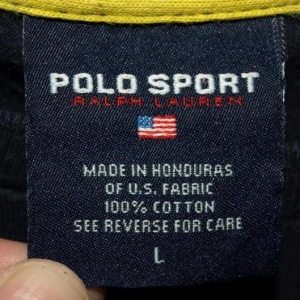 POLO SPORT
RALPH LAUREN
MADE IN HONDURAS
OF U.S. FABRIC
100% COTTON
SEE REVERSE FOR CARE
L